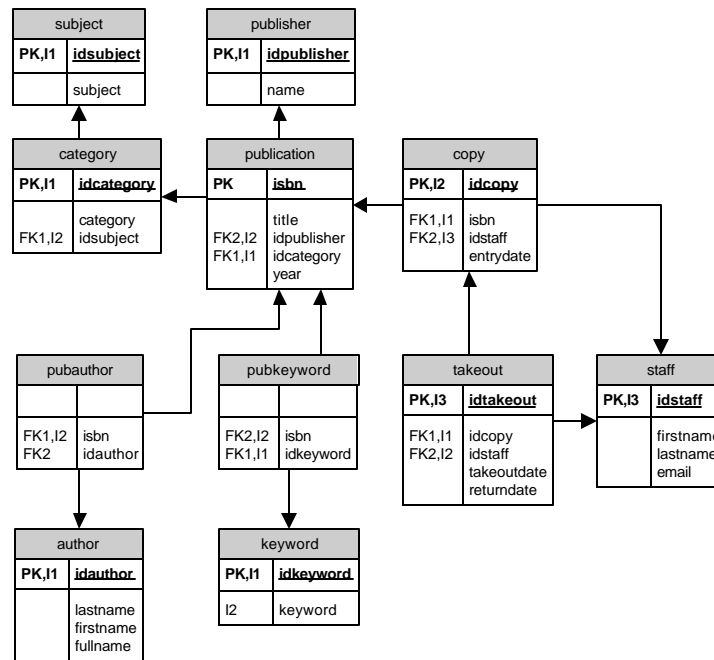 subject
PK,I1 idsubject
subject
publisher
PK,I1 idpublisher
name
category
PK,I1 idcategory
category
FK1,I2 idsubject
publication
PK isbn
title
FK2,I2 idpublisher
FK1,I1 idcategory
year
copy
PK,I2 idcopy
FK1,I1 isbn
FK2,I3 idstaff
entrydate
pubauthor
FK1,I2 isbn
FK2 idauthor
pubkeyword
FK2,I2 isbn
FK1,I1 idkeyword
takeout
PK,I3 idtakeout
FK1,I1 idcopy
FK2,I2 idstaff
takeoutdate
returndate
staff
PK,I3 idstaff
firstname
lastname
email
author
PK,I1 idauthor
lastname
firstname
fullname
keyword
PK,I1 idkeyword
I2 keyword